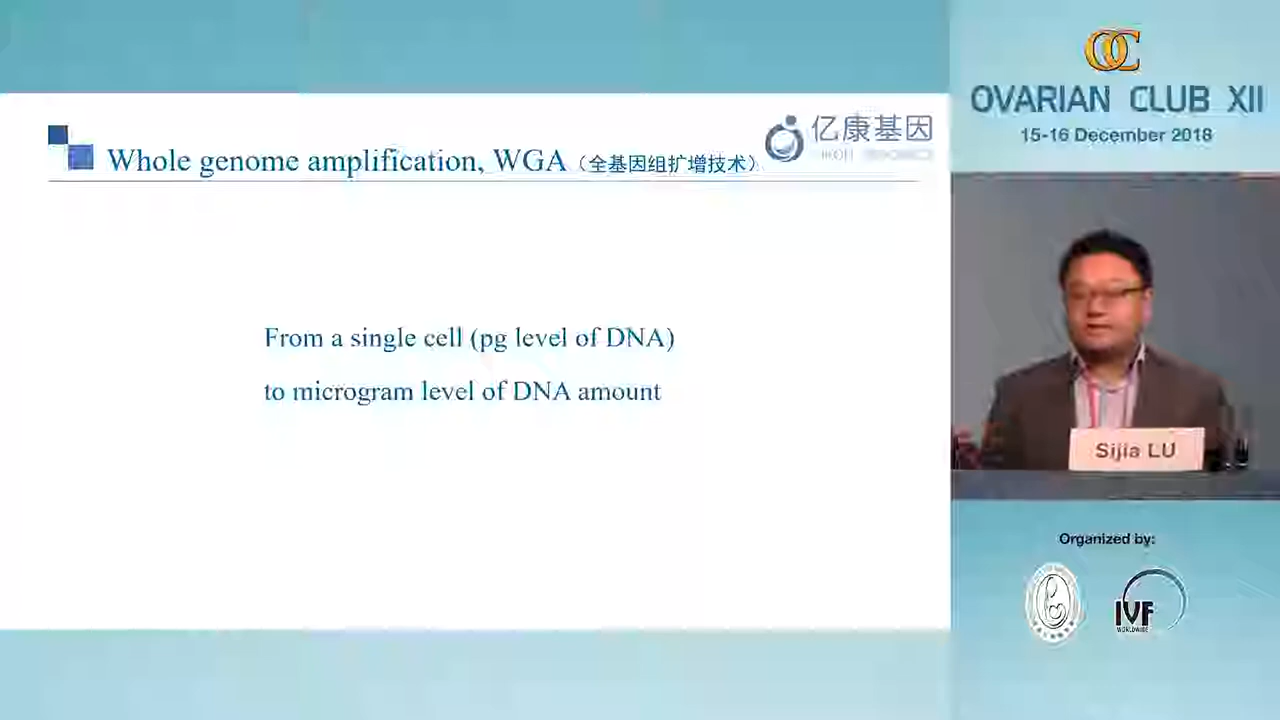 Whole genome amplification, WGA（全基因组扩增技术）
亿康基因
From a single cell (pg level of DNA)
to microgram level of DNA amount
OC
OVARIAN CLUB XII
15-16 December 2018
Sijia LU
Organized by:
IVF
WORLDWIDE